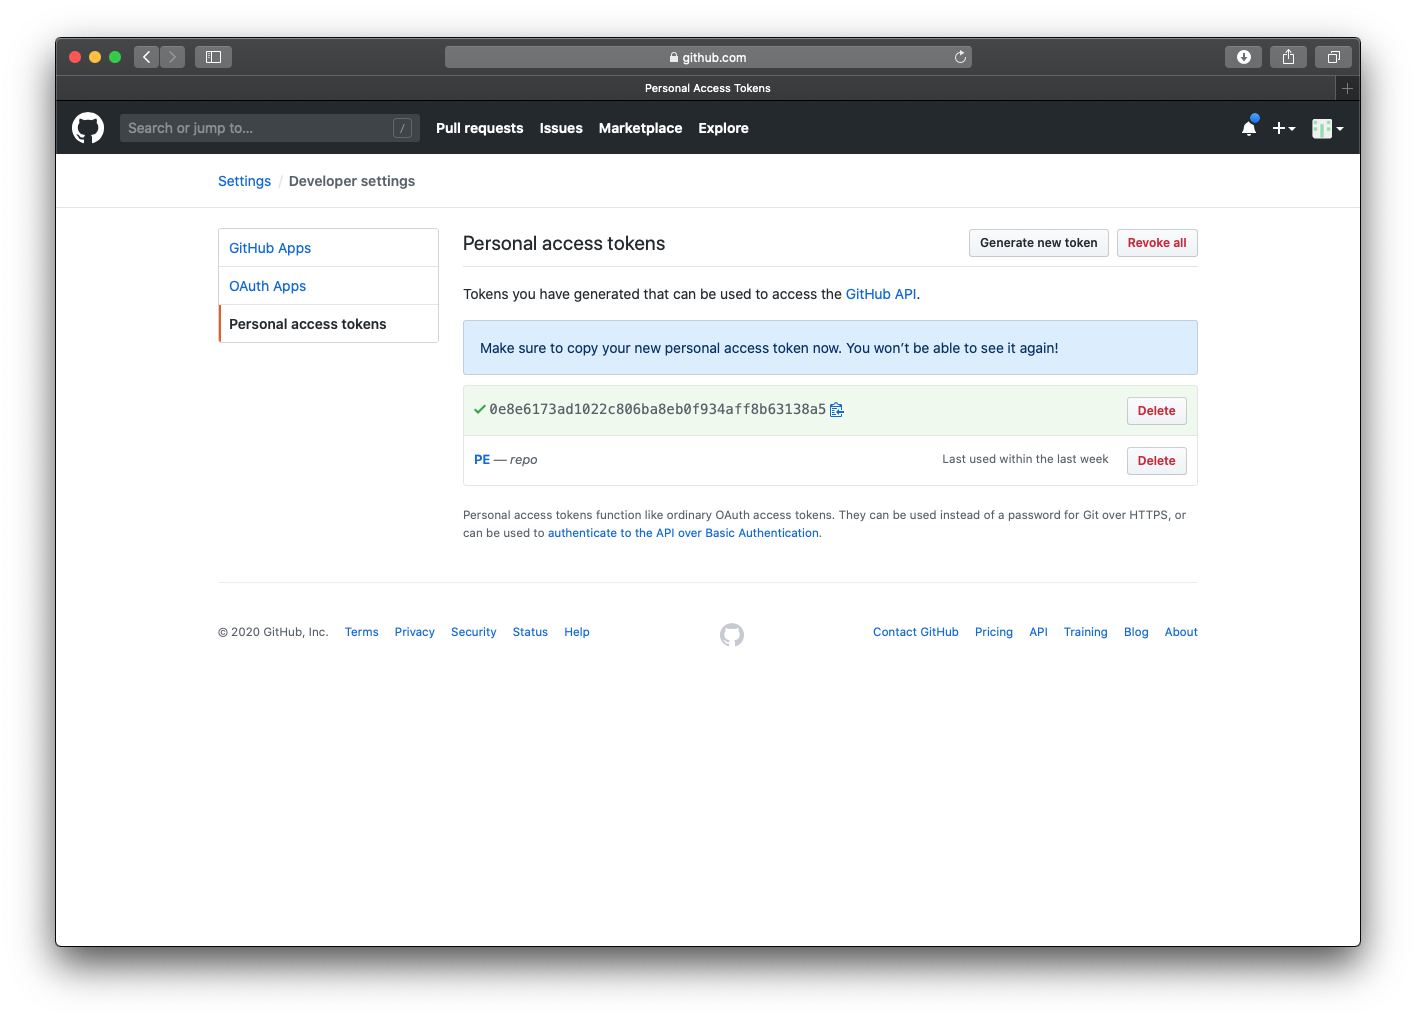 github.com
Personal Access Tokens
Search or jump to... / Pull requests Issues Marketplace Explore
Settings / Developer settings
GitHub Apps
OAuth Apps
Personal access tokens
Personal access tokens Generate new token Revoke all
Tokens you have generated that can be used to access the GitHub API.
Make sure to copy your new personal access token now. You won’t be able to see it again!
0e8e6173ad1022c806ba8eb0f934aff8b63138a5 Delete
PE — repo Last used within the last week Delete
Personal access tokens function like ordinary OAuth access tokens. They can be used instead of a password for Git over HTTPS, or
can be used to authenticate to the API over Basic Authentication.
© 2020 GitHub, Inc. Terms Privacy Security Status Help Contact GitHub Pricing API Training Blog About